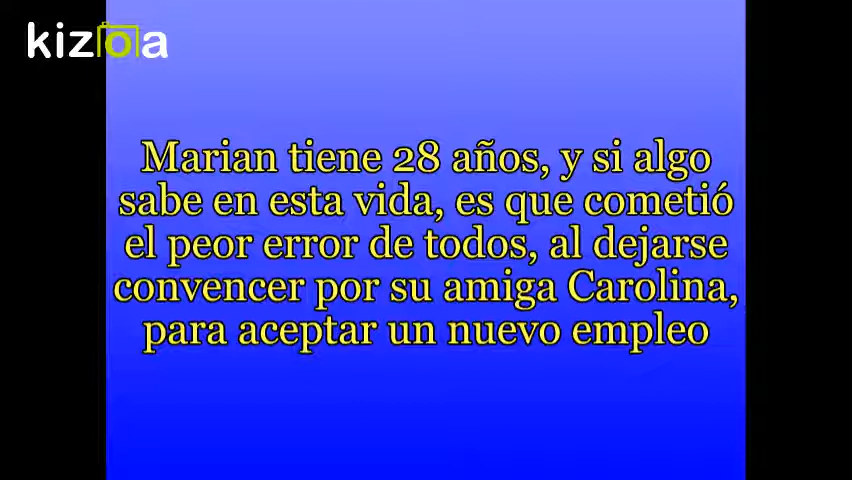 kizoa
Marian tiene 28 años, y si algo
sabe en esta vida, es que cometió
el peor error de todos, al dejarse
convencer por su amiga Carolina,
para aceptar un nuevo empleo